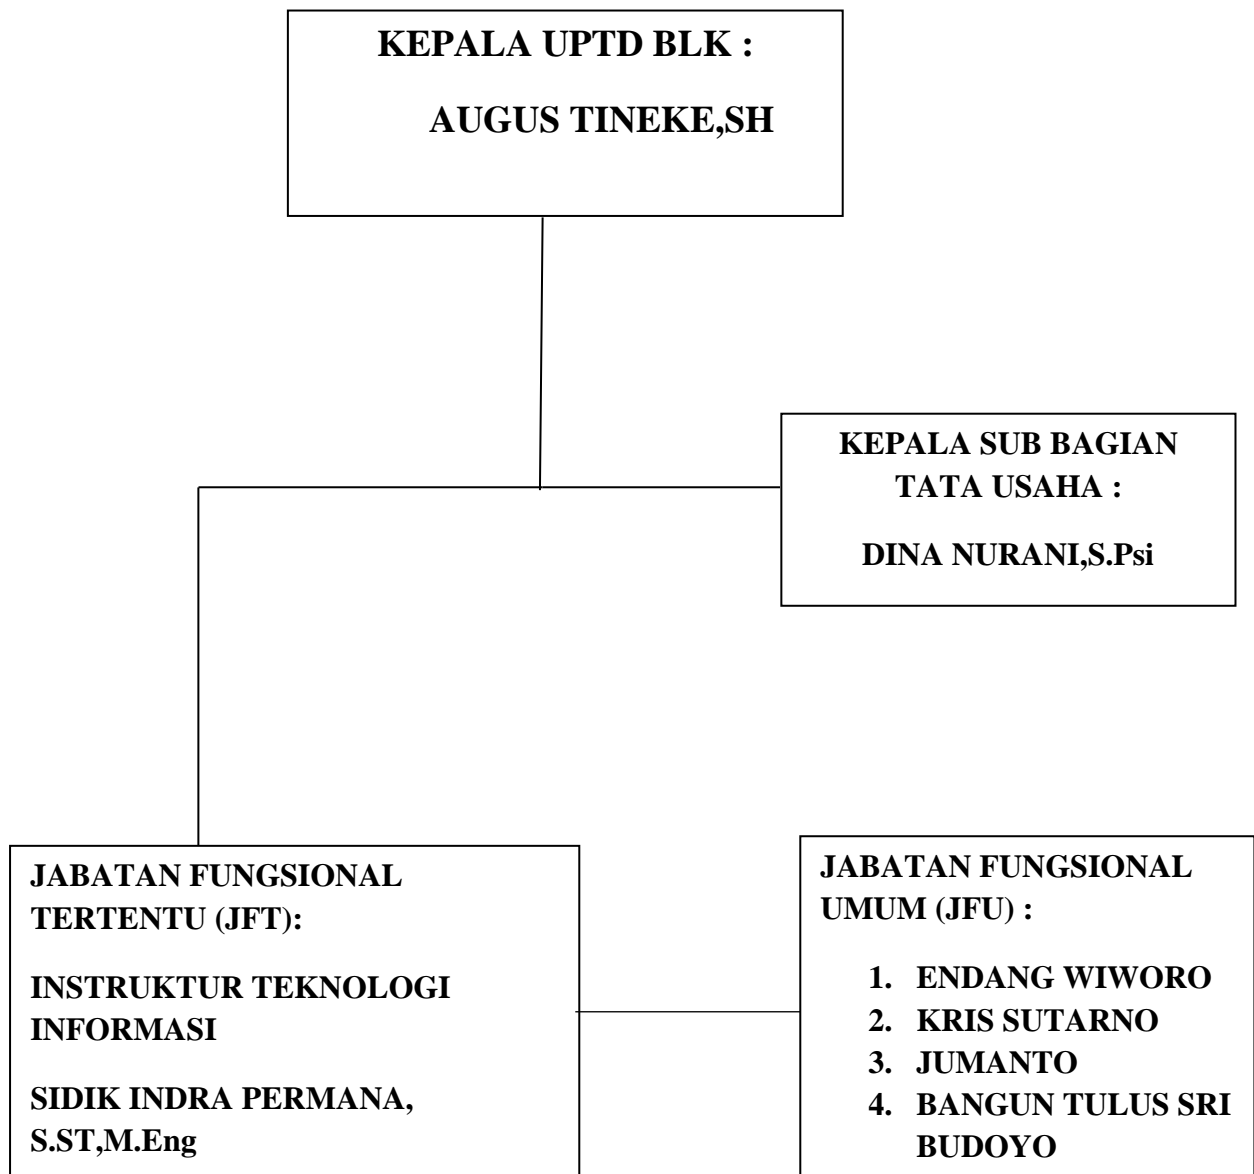 KEPALA UPTD BLK :
AUGUS TINEKE,SH
KEPALA SUB BAGIAN
TATA USAHA :
DINA NURANI,S.Psi
JABATAN FUNGSIONAL
TERTENTU (JFT):
INSTRUKTUR TEKNOLOGI
INFORMASI
SIDIK INDRA PERMANA,
S.ST,M.Eng
JABATAN FUNGSIONAL
UMUM (JFU) :
1. ENDANG WIWORO
2. KRIS SUTARNO
3. JUMANTO
4. BANGUN TULUS SRI
BUDOYO